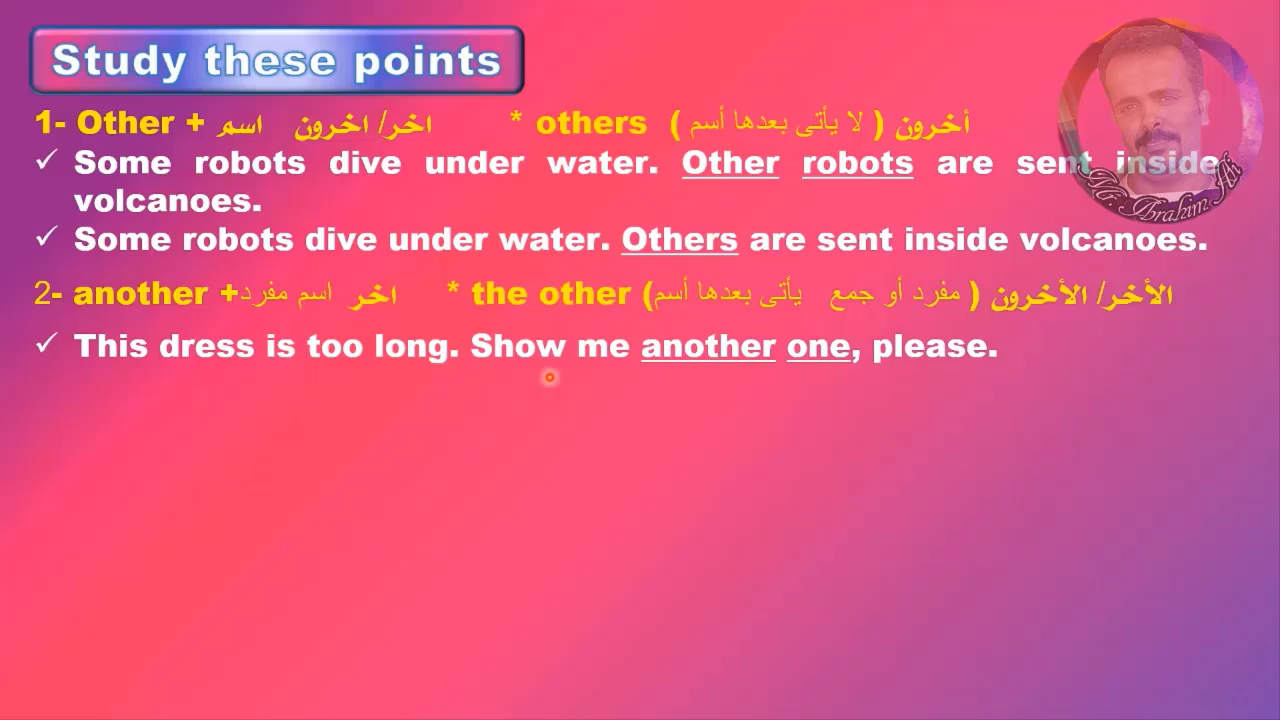 Study these points
1- Other + اسم اخر/ اخرون * others ( لا يأتى بعدها أسم ) أخرون
✓ Some robots dive under water. Other robots are sent inside
volcanoes.
✓ Some robots dive under water. Others are sent inside volcanoes.
2- another + اسم مفرد اخر * the other (مفرد أو جمع يأتى بعدها أسم ) الأخر/ الأخرون
✓ This dress is too long. Show me another one, please.